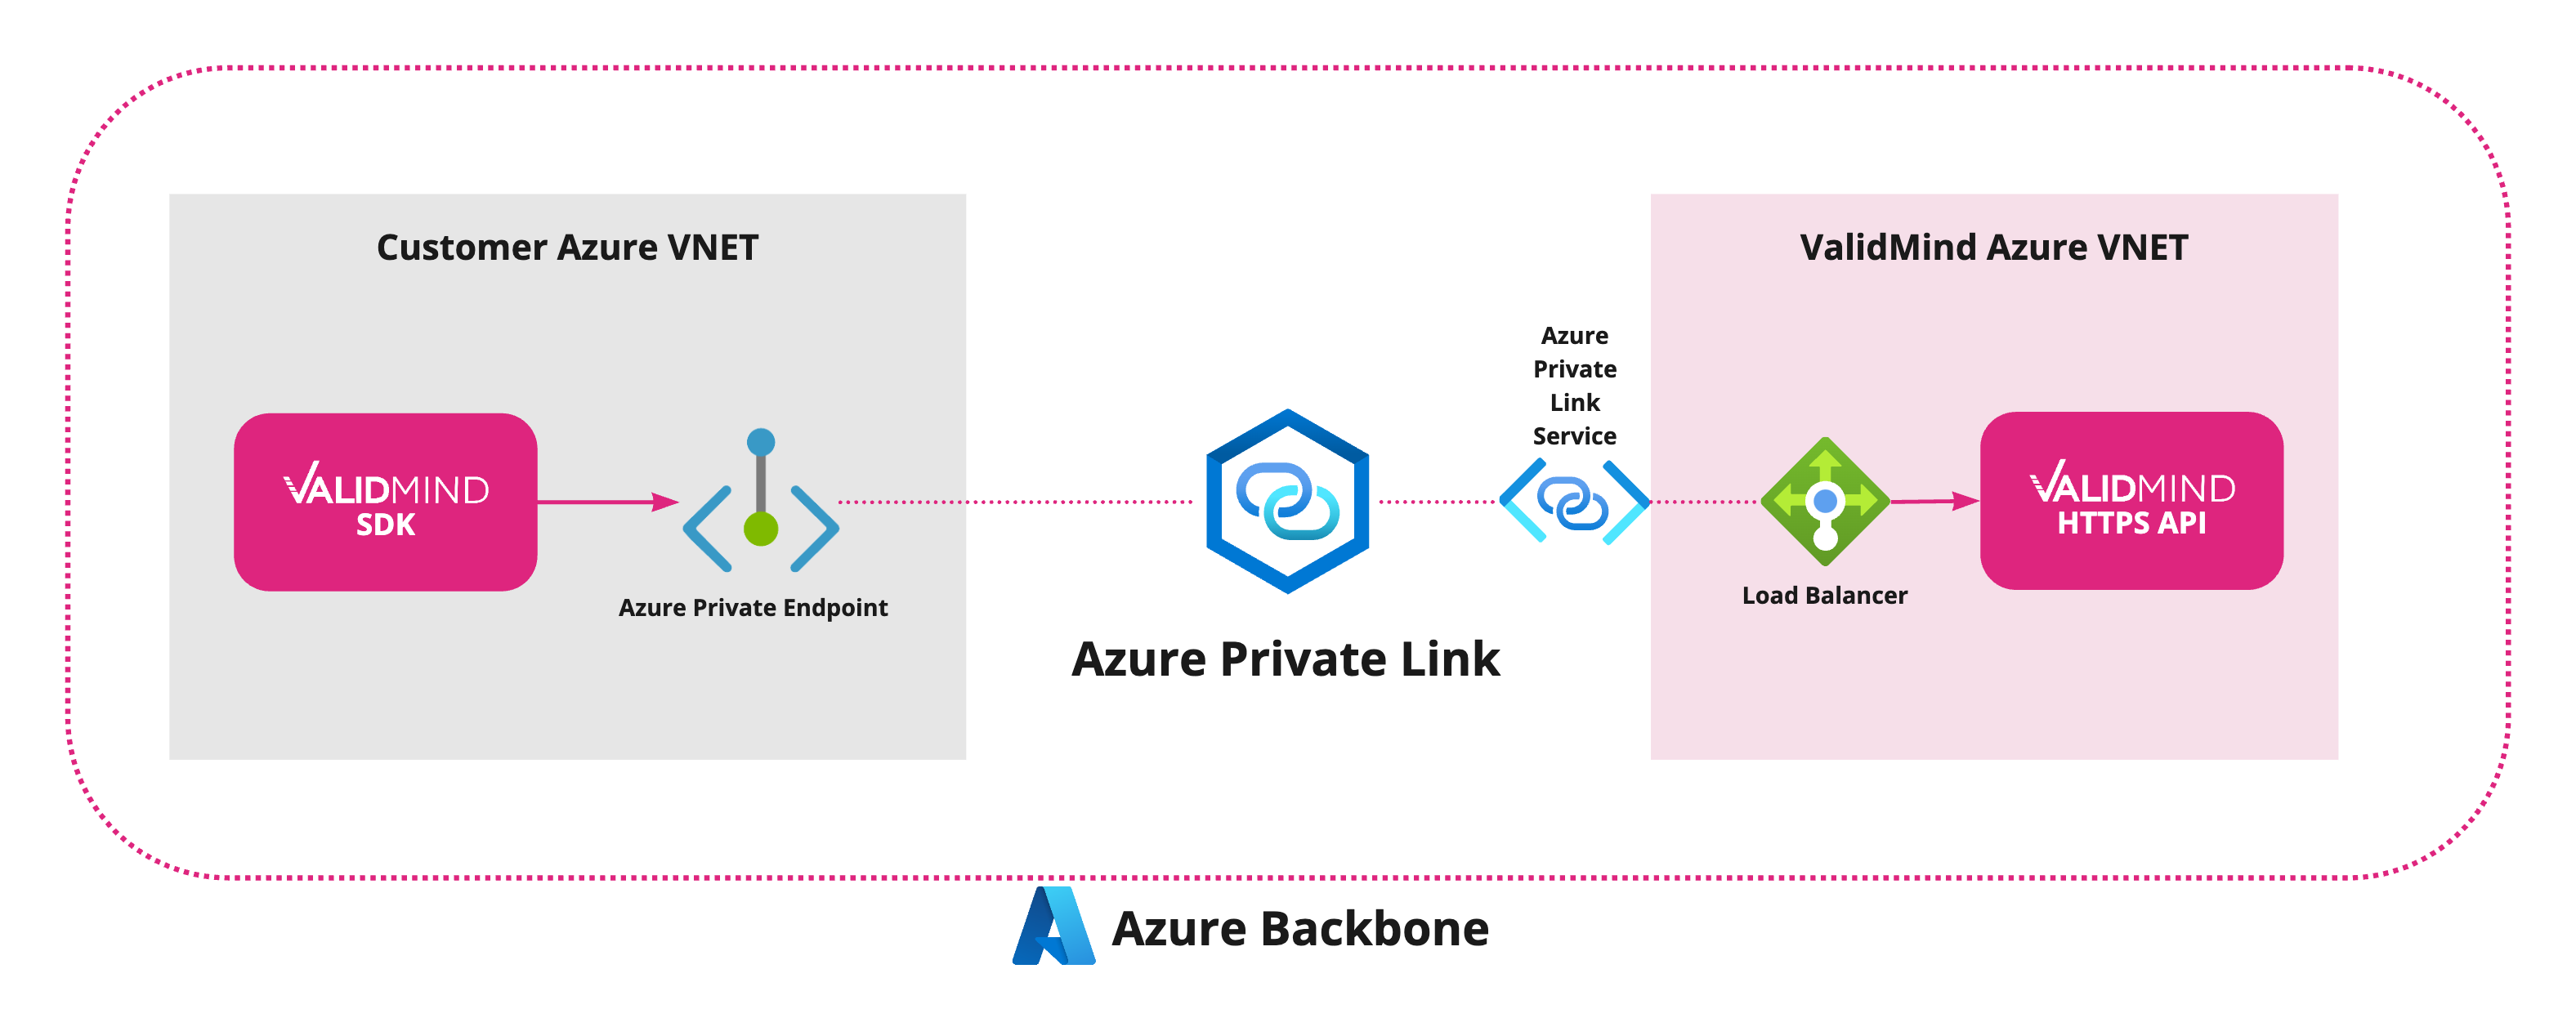 Customer Azure VNET
ValidMind Azure VNET
Azure
Private
Link
Service
VALIDMIND
SDK
Azure Private Endpoint
Azure Private Link
Load Balancer
VALIDMIND
HTTPS API
Azure Backbone